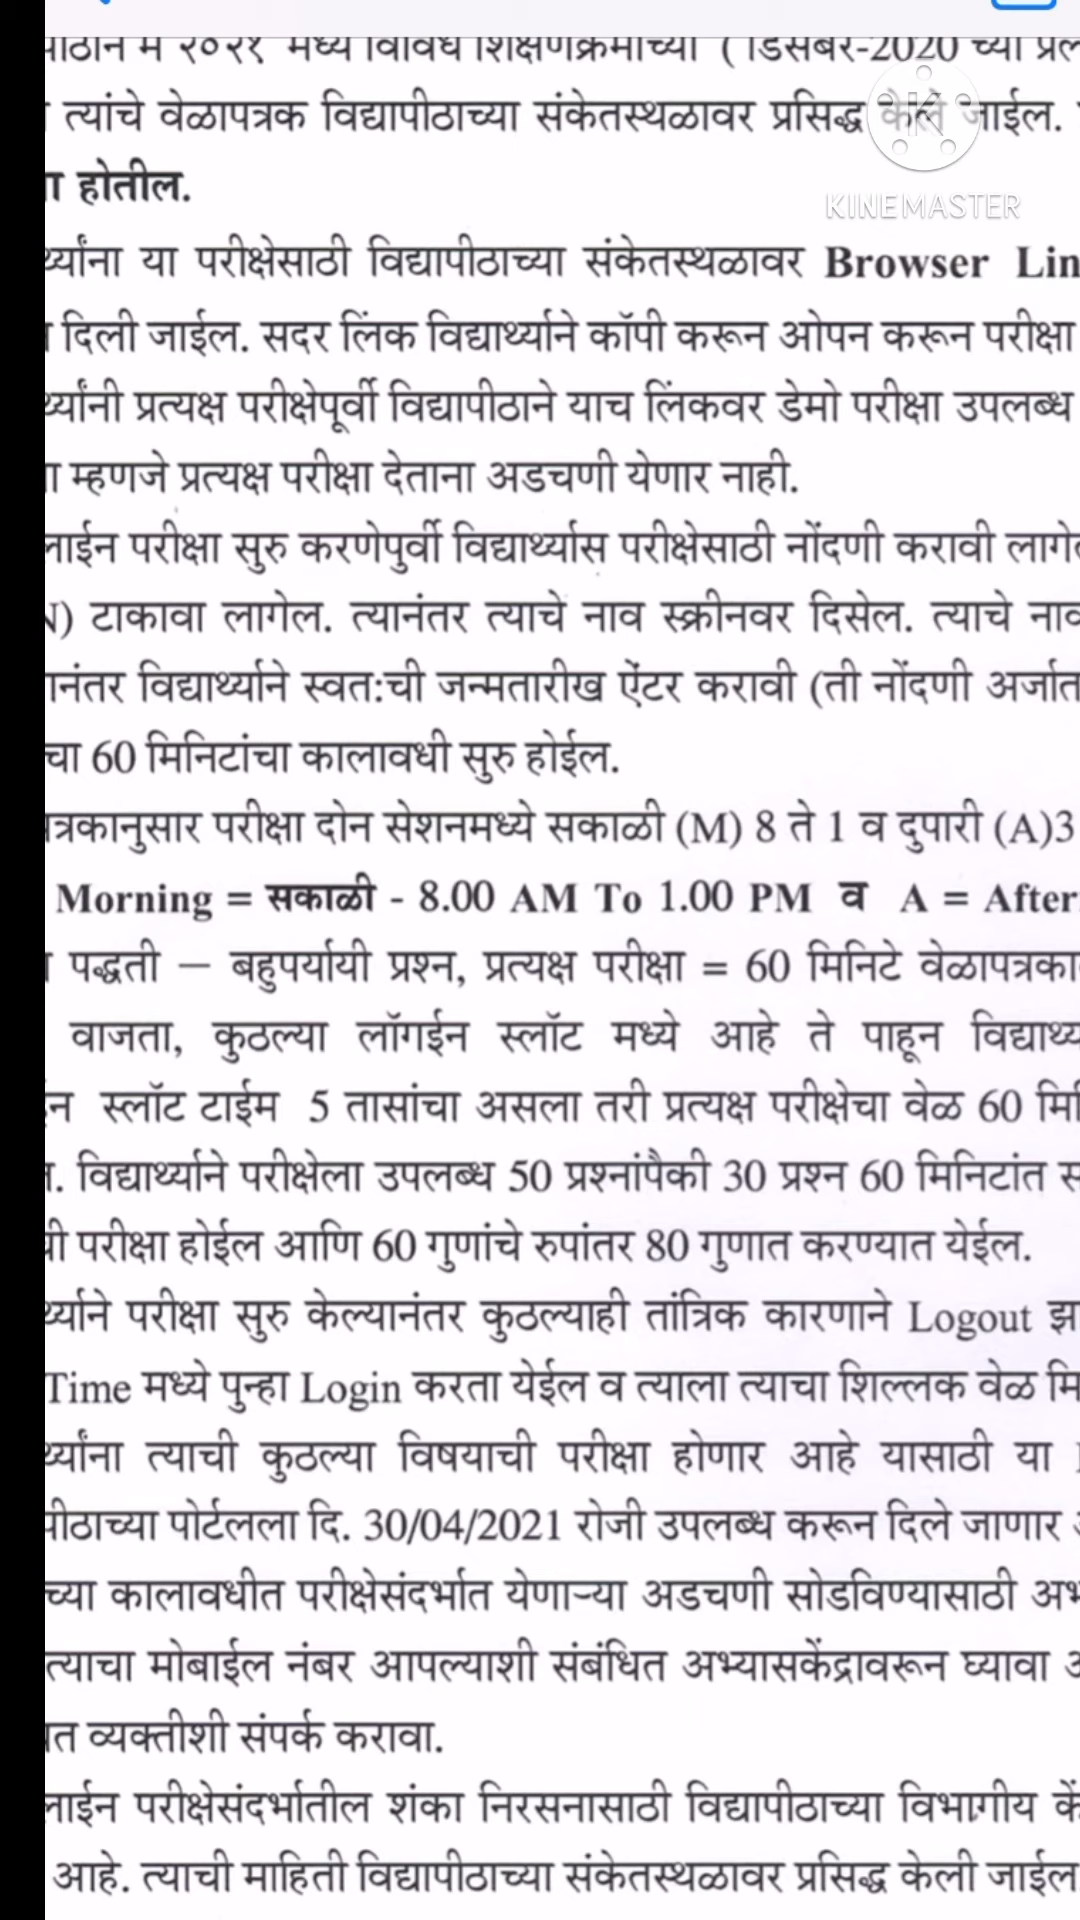 मध्ये विविध शिक्षणक्रमांच्या ( डिसेंबर-2020 च्या
त्यांचे वेळापत्रक विद्यापीठाच्या संकेतस्थळावर प्रसिद्ध केले जाईल.
KINEMASTER
होतील.
र्थ्यांना या परीक्षेसाठी विद्यापीठाच्या संकेतस्थळावर Browser Lin
दिली जाईल. सदर लिंक विद्यार्थ्याने कॉपी करून ओपन करून परीक्षा
र्थ्यांनी प्रत्यक्ष परीक्षेपूर्वी विद्यापीठाने याच लिंकवर डेमो परीक्षा उपलब्ध
म्हणजे प्रत्यक्ष परीक्षा देताना अडचणी येणार नाही.
लाईन परीक्षा सुरु करणेपुर्वी विद्यार्थ्यास परीक्षेसाठी नोंदणी करावी लागे
N) टाकावा लागेल. त्यानंतर त्याचे नाव स्क्रीनवर दिसेल. त्याचे नाव
नंतर विद्यार्थ्याने स्वत:ची जन्मतारीख ऐंटर करावी (ती नोंदणी अर्जात
चा 60 मिनिटांचा कालावधी सुरु होईल.
त्रकानुसार परीक्षा दोन सेशनमध्ये सकाळी (M) 8 ते 1 व दुपारी (A)3
Morning = सकाळी - 8.00 AM To 1.00 PM व A = After
पद्धती – बहुपर्यायी प्रश्न, प्रत्यक्ष परीक्षा = 60 मिनिटे वेळापत्रका
वाजता, कुठल्या लॉगईन स्लॉट मध्ये आहे ते पाहून विद्यार्थ्य
न स्लॉट टाईम 5 तासांचा असला तरी प्रत्यक्ष परीक्षेचा वेळ 60 मि
विद्यार्थ्याने परीक्षेला उपलब्ध 50 प्रश्नांपैकी 30 प्रश्न 60 मिनिटांत
ची परीक्षा होईल आणि 60 गुणांचे रुपांतर 80 गुणात करण्यात येईल.
र्थ्याने परीक्षा सुरु केल्यानंतर कुठल्याही तांत्रिक कारणाने Logout झा
Time मध्ये पुन्हा Login करता येईल व त्याला त्याचा शिल्लक वेळ मि
र्थ्यांना त्याची कुठल्या विषयाची परीक्षा होणार आहे यासाठी या
पीठाच्या पोर्टलला दि. 30/04/2021 रोजी उपलब्ध करून दिले जाणार
च्या कालावधीत परीक्षेसंदर्भात येणाऱ्या अडचणी सोडविण्यासाठी अभ
त्याचा मोबाईल नंबर आपल्याशी संबंधित अभ्यासकेंद्रावरून घ्यावा
त व्यक्तीशी संपर्क करावा.
लाईन परीक्षेसंदर्भातील शंका निरसनासाठी विद्यापीठाच्या विभागीय कें
आहे. त्याची माहिती विद्यापीठाच्या संकेतस्थळावर प्रसिद्ध केली जाईल